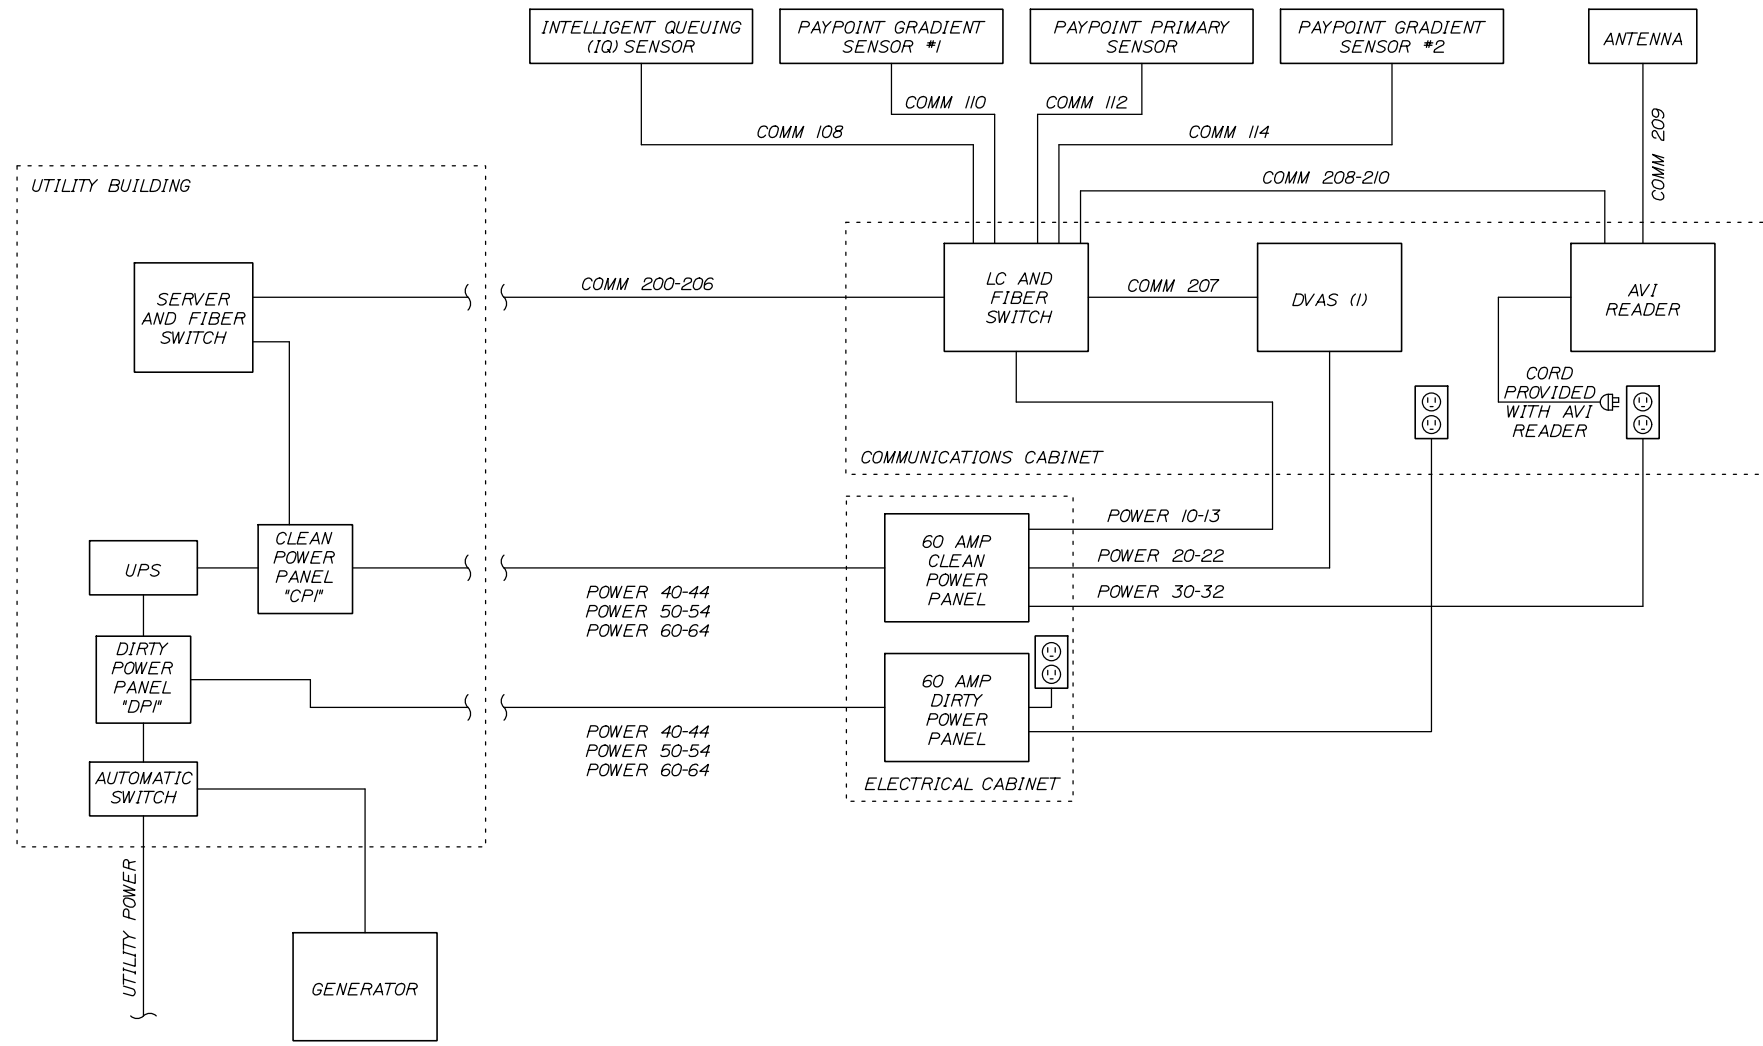 INTELLIGENT QUEUING
(IQ) SENSOR
PAYPOINT GRADIENT
SENSOR #1
PAYPOINT PRIMARY
SENSOR
PAYPOINT GRADIENT
SENSOR #2
ANTENNA
COMM 110
COMM 112
COMM 108
COMM 114
COMM 209
COMM 208-210
UTILITY BUILDING
SERVER
AND FIBER
SWITCH
COMM 200-206
LC AND
FIBER
SWITCH
COMM 207
DVAS (1)
AVI
READER
CORD
PROVIDED
WITH AVI
READER
COMMUNICATIONS CABINET
CLEAN
POWER
PANEL
"CP1"
UPS
POWER 40-44
POWER 50-54
POWER 60-64
60 AMP
CLEAN
POWER
PANEL
POWER 10-13
POWER 20-22
POWER 30-32
DIRTY
POWER
PANEL
"DP1"
POWER 40-44
POWER 50-54
POWER 60-64
60 AMP
DIRTY
POWER
PANEL
ELECTRICAL CABINET
AUTOMATIC
SWITCH
UTILITY POWER
GENERATOR